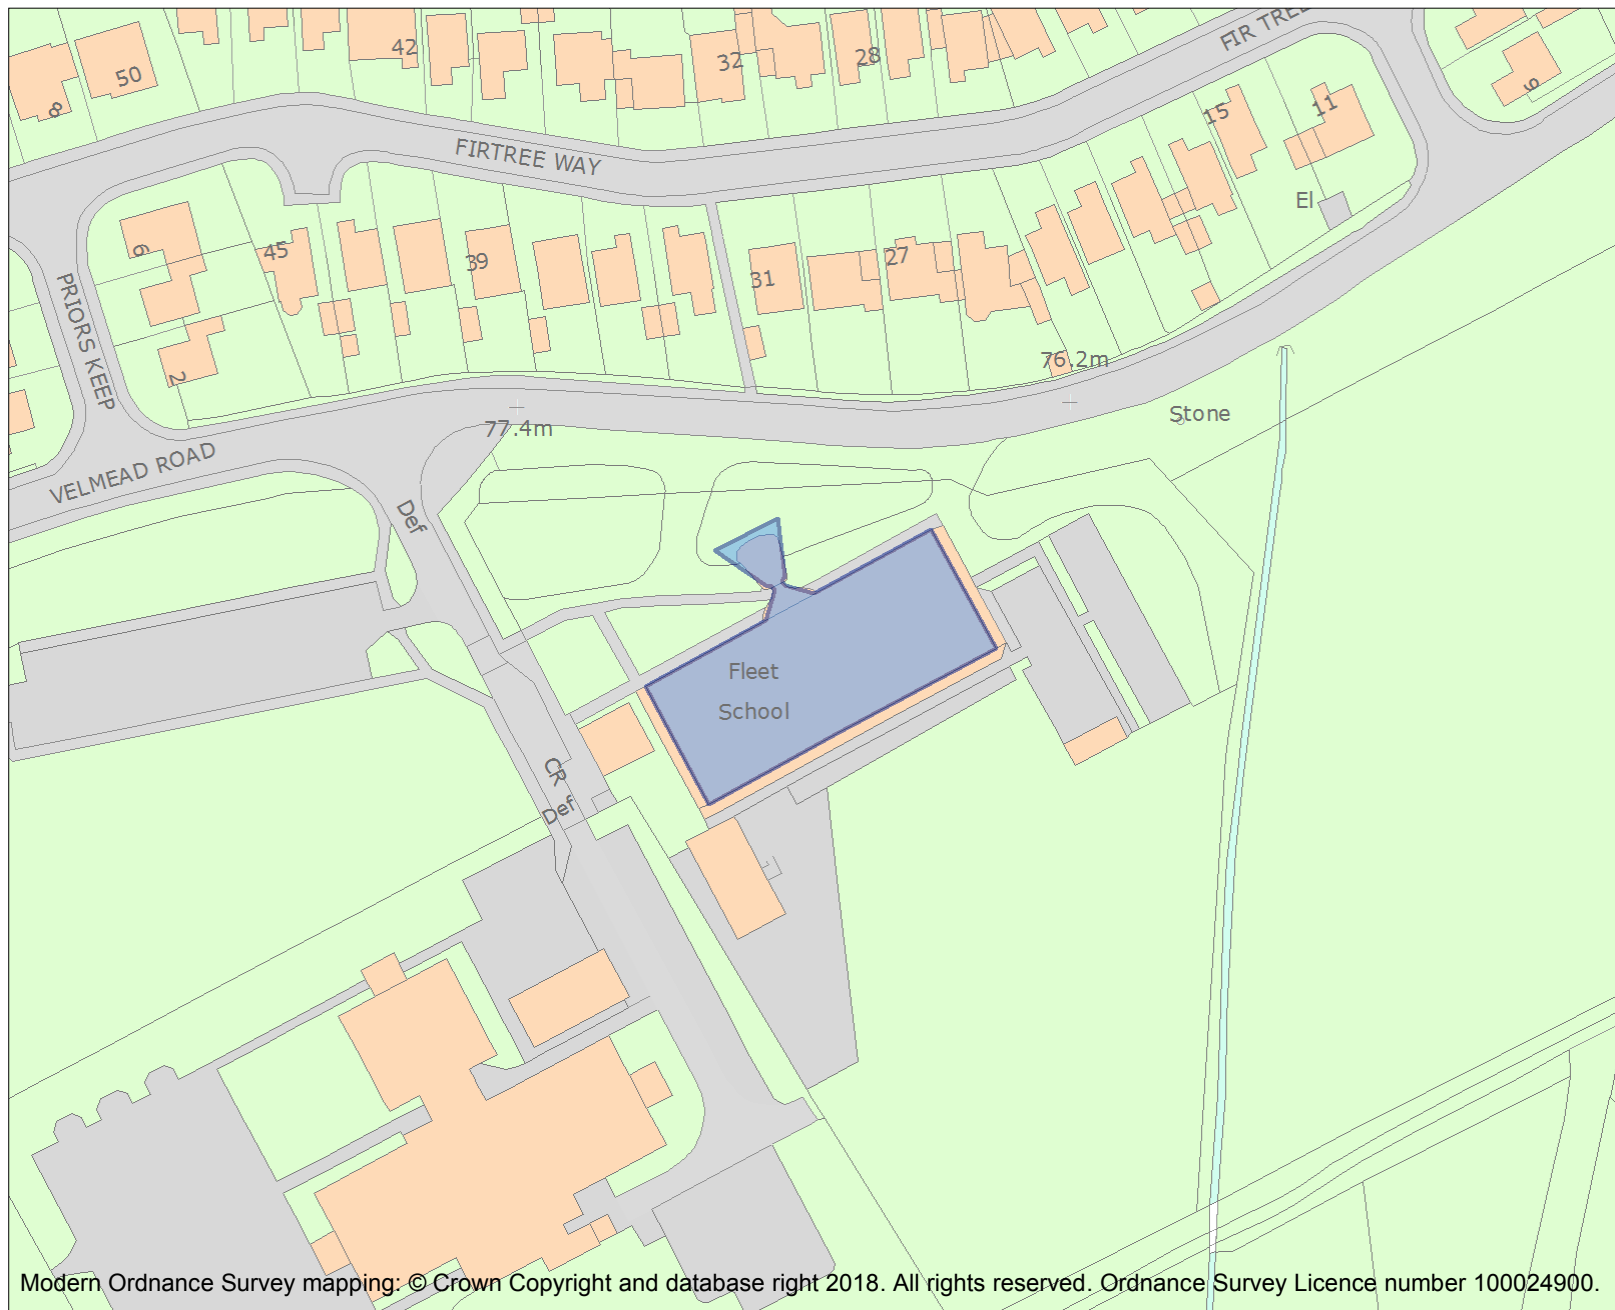 FIR TREE
42
50
32
28
8
9
15
11
FIRTREE WAY
El
6
45
39
31
27
PRIORS KEEP
2
76.2m
77.4m
Stone
VELMEAD ROAD
Def
Fleet
School
CR
Def
Modern Ordnance Survey mapping: © Crown Copyright and database right 2018. All rights reserved. Ordnance Survey Licence number 100024900.